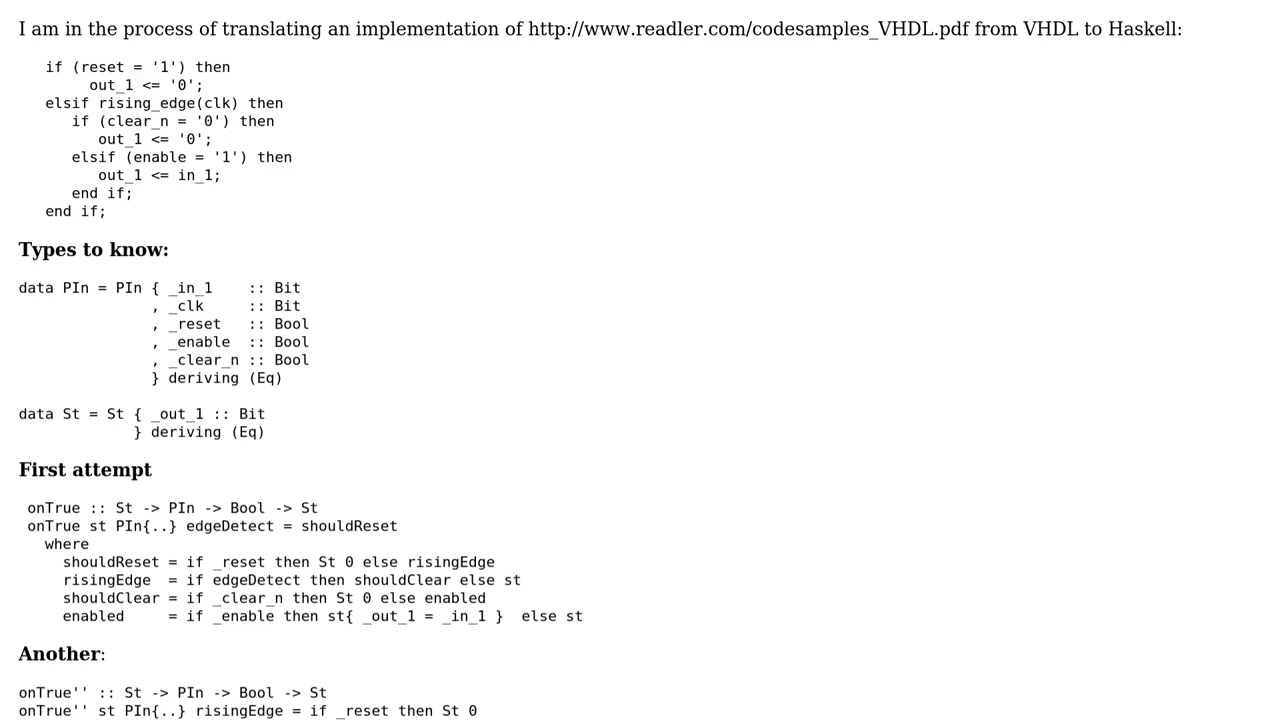 I am in the process of translating an implementation of http://www.readler.com/codesamples_VHDL.pdf from VHDL to Haskell:
   if (reset = '1') then
        out_1 <= '0';
   elsif rising_edge(clk) then
      if (clear_n = '0') then
         out_1 <= '0';
      elsif (enable = '1') then
         out_1 <= in_1;
      end if;
   end if;
Types to know:
data PIn = PIn { _in_1    :: Bit
               , _clk     :: Bit
               , _reset   :: Bool
               , _enable  :: Bool
               , _clear_n :: Bool
               } deriving (Eq)
data St = St { _out_1 :: Bit
             } deriving (Eq)
First attempt
 onTrue :: St -> PIn -> Bool -> St
 onTrue st PIn{..} edgeDetect = shouldReset
   where
     shouldReset = if _reset then St 0 else risingEdge
     risingEdge  = if edgeDetect then shouldClear else st
     shouldClear = if _clear_n then St 0 else enabled
     enabled     = if _enable then st{ _out_1 = _in_1 }  else st
Another:
onTrue'' :: St -> PIn -> Bool -> St
onTrue'' st PIn{..} risingEdge = if _reset then St 0